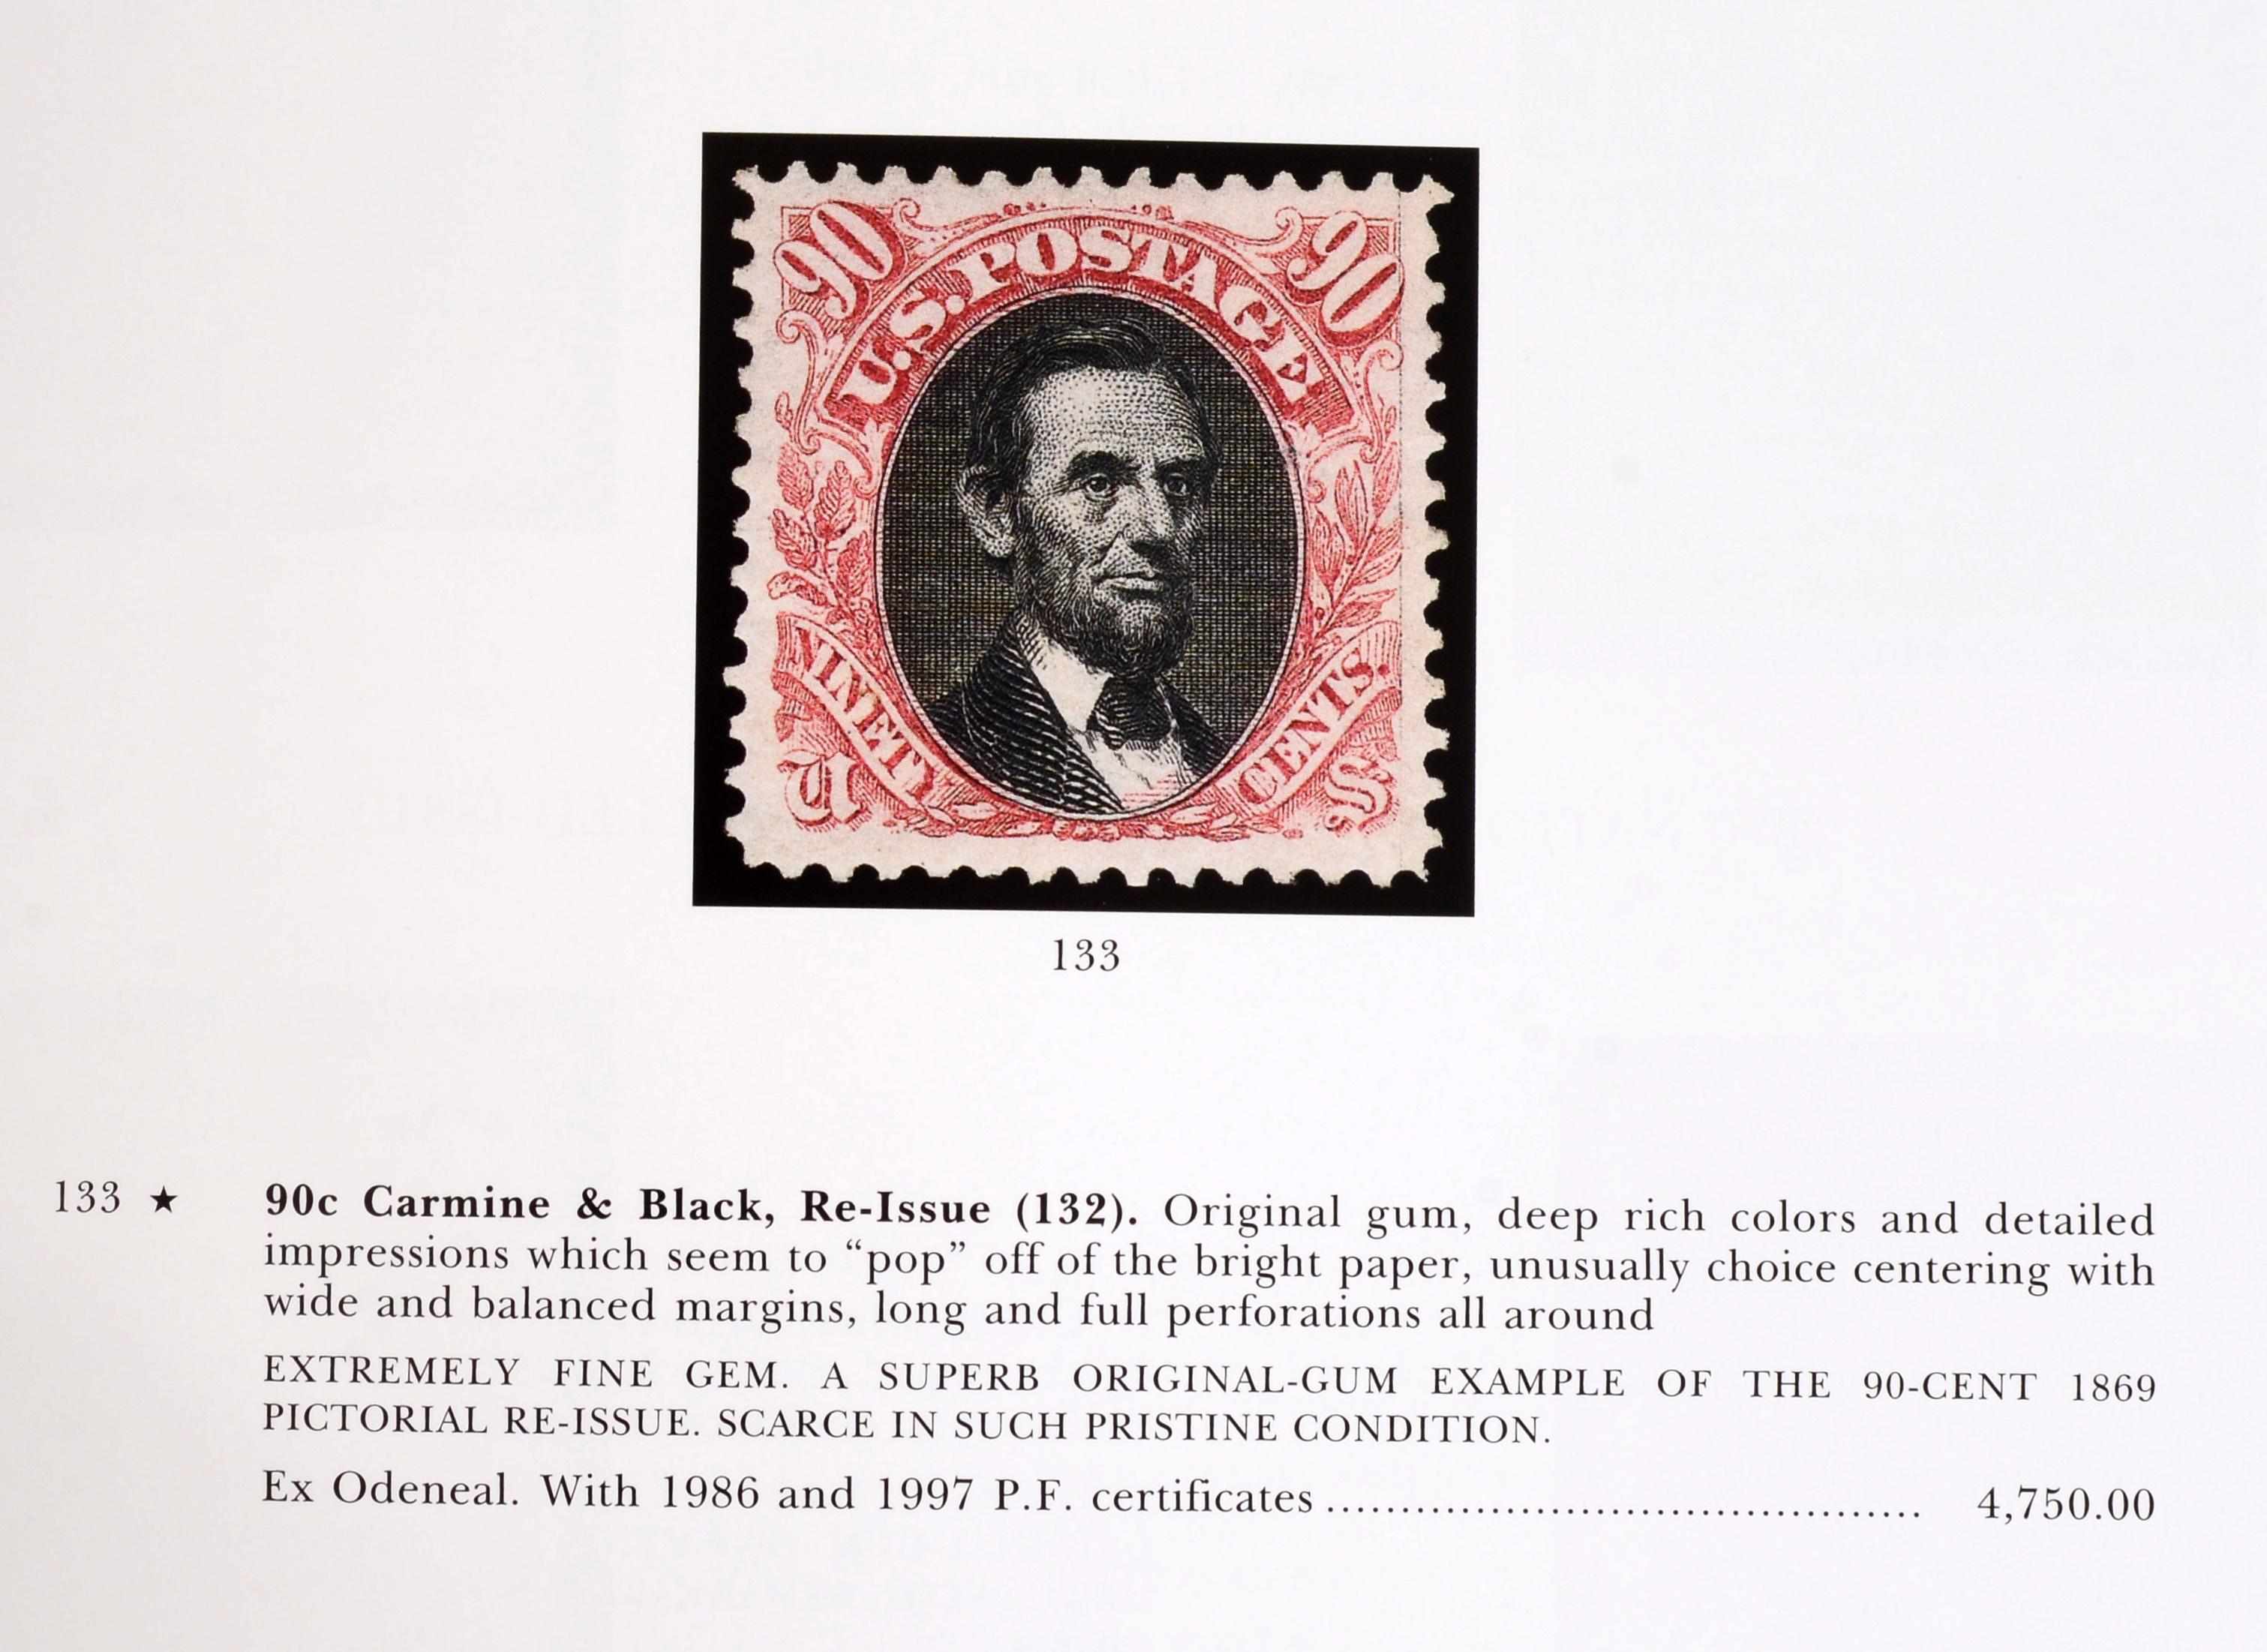 90 90
U.S. POSTAGE
NINETY CENTS.
U S
133
133 ★ 90c Carmine & Black, Re-Issue (132). Original gum, deep rich colors and detailed
impressions which seem to “pop” off of the bright paper, unusually choice centering with
wide and balanced margins, long and full perforations all around
EXTREMELY FINE GEM. A SUPERB ORIGINAL-GUM EXAMPLE OF THE 90-CENT 1869
PICTORIAL RE-ISSUE. SCARCE IN SUCH PRISTINE CONDITION.
Ex Odeneal. With 1986 and 1997 P.F. certificates ........................................ 4,750.00